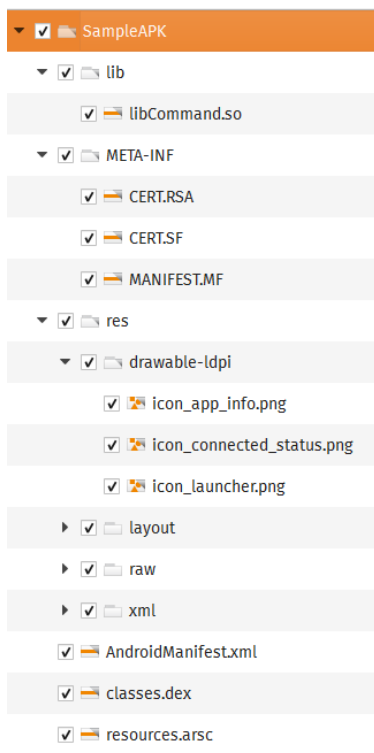 SampleAPK
lib
libCommand.so
META-INF
CERT.RSA
CERT.SF
MANIFEST.MF
res
drawable-ldpi
icon_app_info.png
icon_connected_status.png
icon_launcher.png
layout
raw
xml
AndroidManifest.xml
classes.dex
resources.arsc